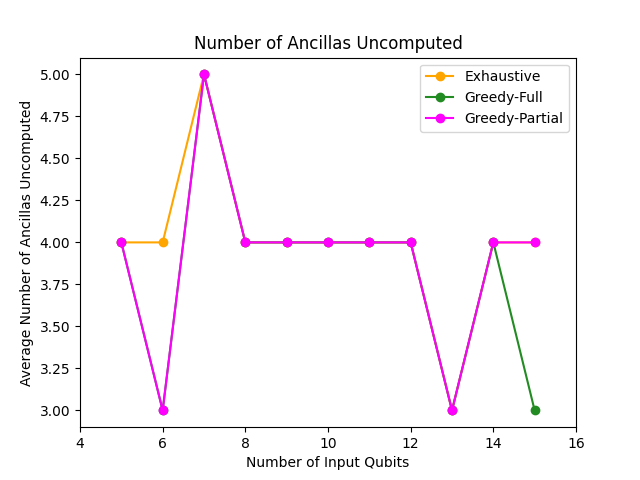 Number of Ancillas Uncomputed
Exhaustive
Greedy-Full
Greedy-Partial
Average Number of Ancillas Uncomputed
5.00
4.75
4.50
4.25
4.00
3.75
3.50
3.25
3.00
4 6 8 10 12 14 16
Number of Input Qubits